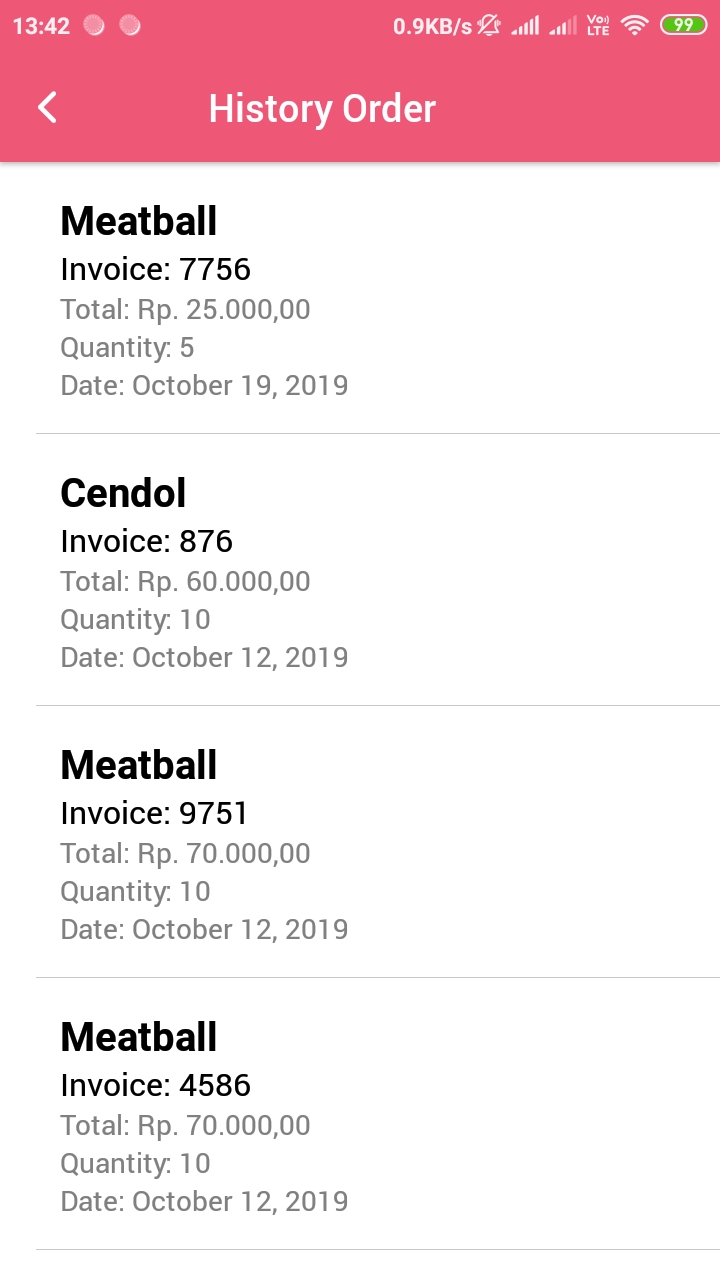 13:42 0.9KB/s Vo) LTE 99
History Order
Meatball
Invoice: 7756
Total: Rp. 25.000,00
Quantity: 5
Date: October 19, 2019
Cendol
Invoice: 876
Total: Rp. 60.000,00
Quantity: 10
Date: October 12, 2019
Meatball
Invoice: 9751
Total: Rp. 70.000,00
Quantity: 10
Date: October 12, 2019
Meatball
Invoice: 4586
Total: Rp. 70.000,00
Quantity: 10
Date: October 12, 2019